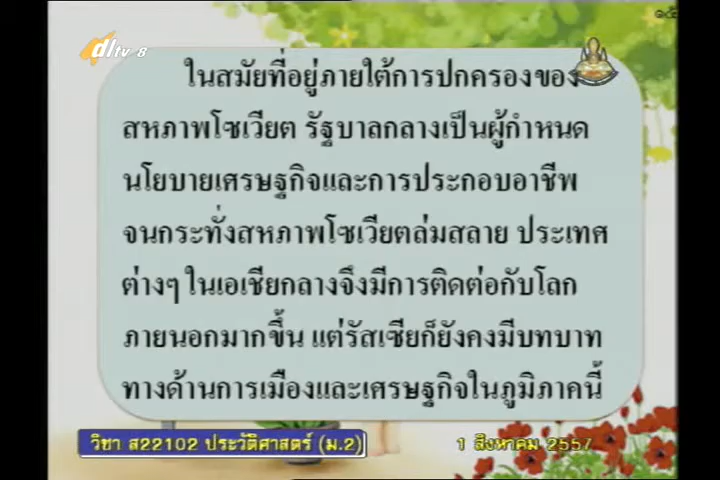 dltv-8
ในสมัยที่อยู่ภายใต้การปกครองของ
สหภาพโซเวียต รัฐบาลกลางเป็นผู้กำหนด
นโยบายเศรษฐกิจและการประกอบอาชีพ
จนกระทั่งสหภาพโซเวียตล่มสลาย ประเทศ
ต่างๆ ในเอเชียกลางจึงมีการติดต่อกับโลก
ภายนอกมากขึ้น แต่รัสเซียก็ยังคงมีบทบาท
ทางด้านการเมืองและเศรษฐกิจในภูมิภาคนี้
วิชา ส22102 ประวัติศาสตร์ (ม.2)
1 สิงหาคม 2557